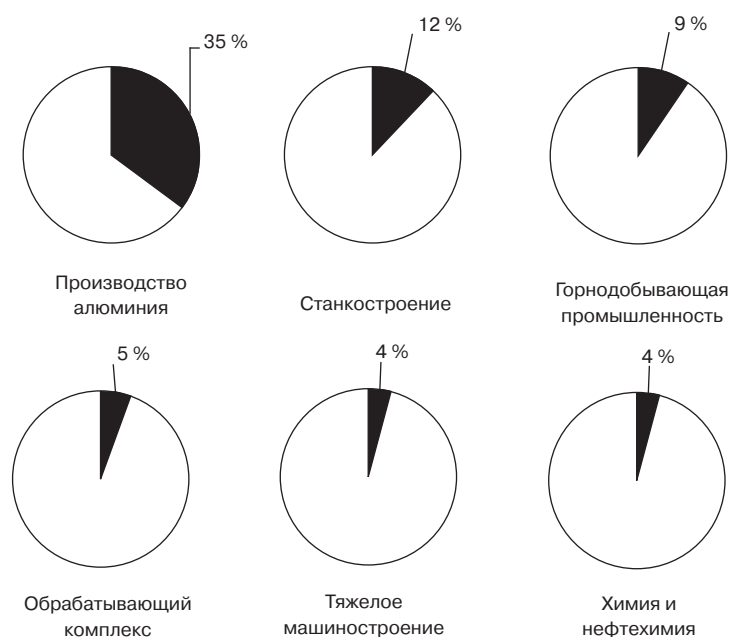 35 %
12 %
9 %
Производство
алюминия
Станкостроение
Горнодобывающая
промышленность
5 %
4 %
4 %
Обрабатывающий
комплекс
Тяжелое
машиностроение
Химия и
нефтехимия